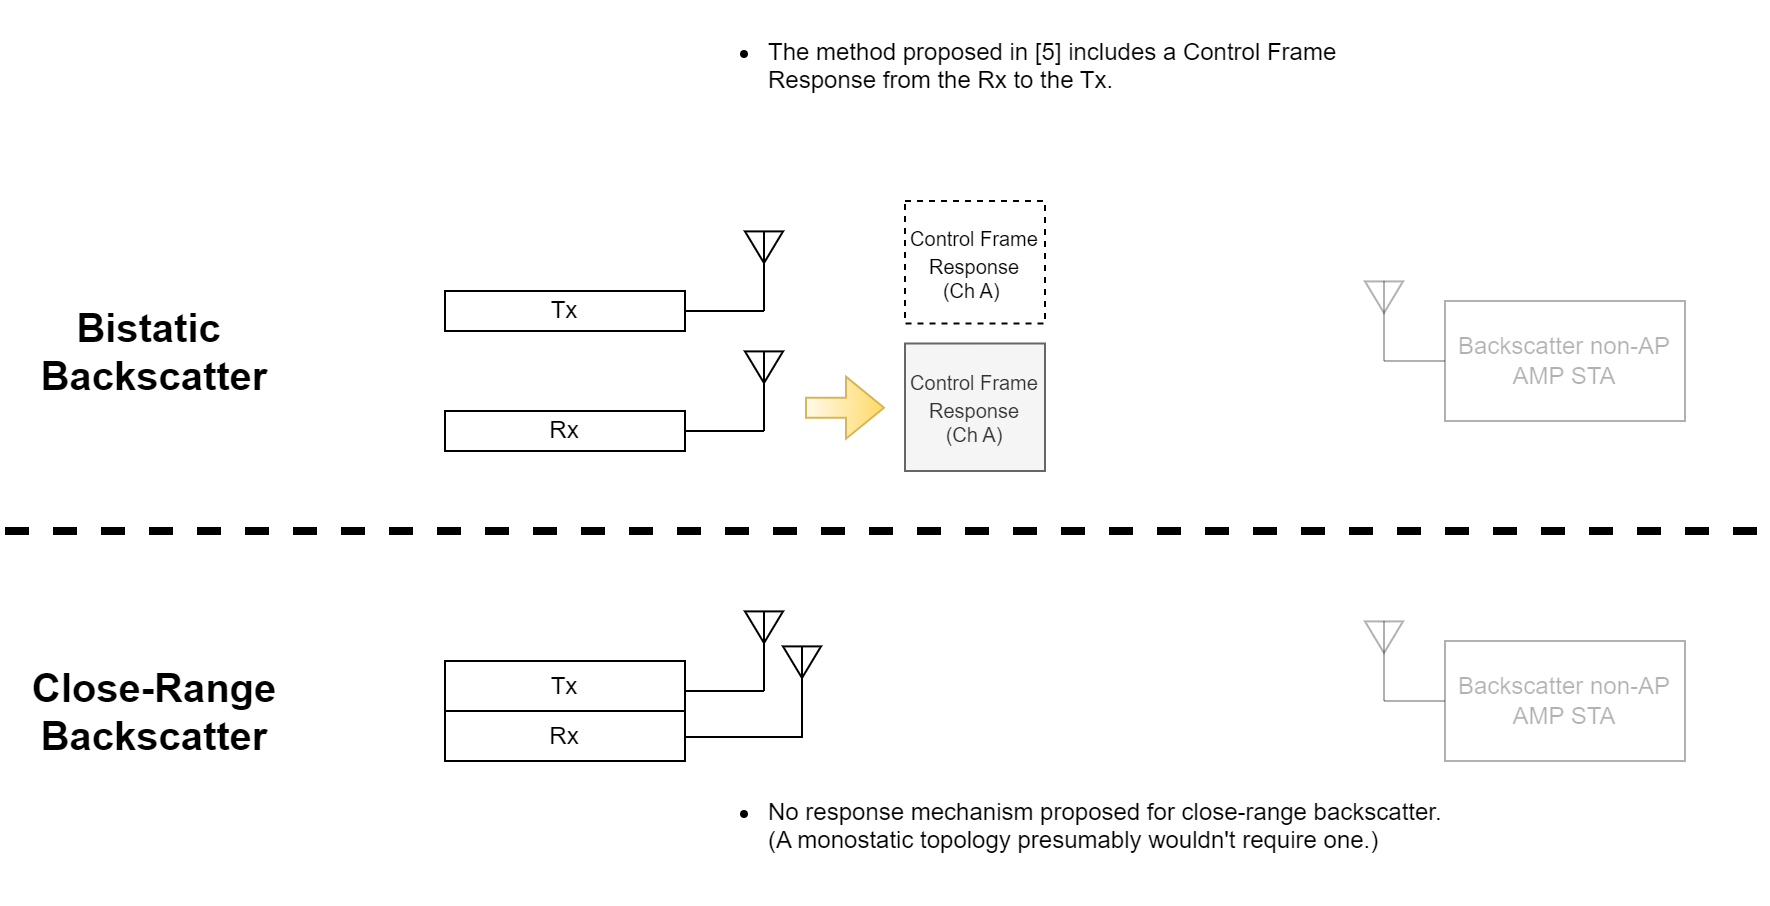 • The method proposed in [5] includes a Control Frame
Response from the Rx to the Tx.
Bistatic
Backscatter
Tx
Rx
Control Frame
Response
(Ch A)
Control Frame
Response
(Ch A)
Backscatter non-AP
AMP STA
Close-Range
Backscatter
Tx
Rx
Backscatter non-AP
AMP STA
• No response mechanism proposed for close-range backscatter.
(A monostatic topology presumably wouldn't require one.)